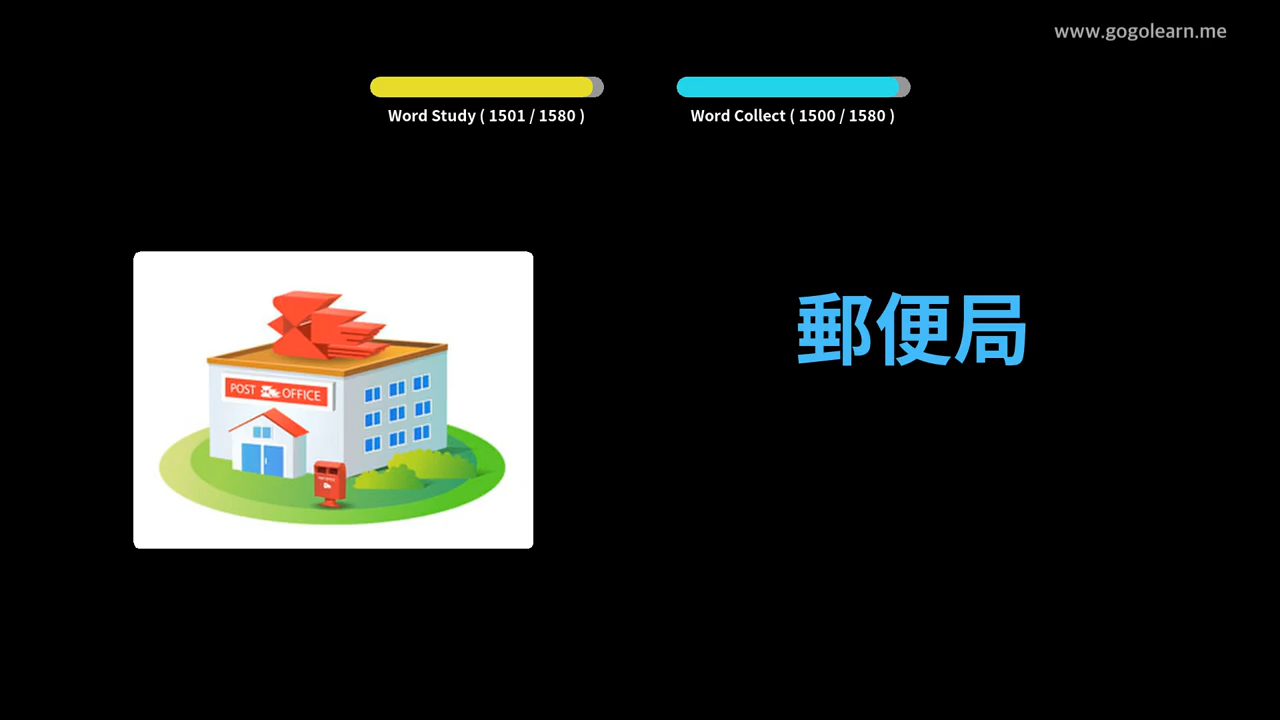 www.gogolearn.me
Word Study ( 1501 / 1580 )
Word Collect ( 1500 / 1580 )
郵便局
POST OFFICE